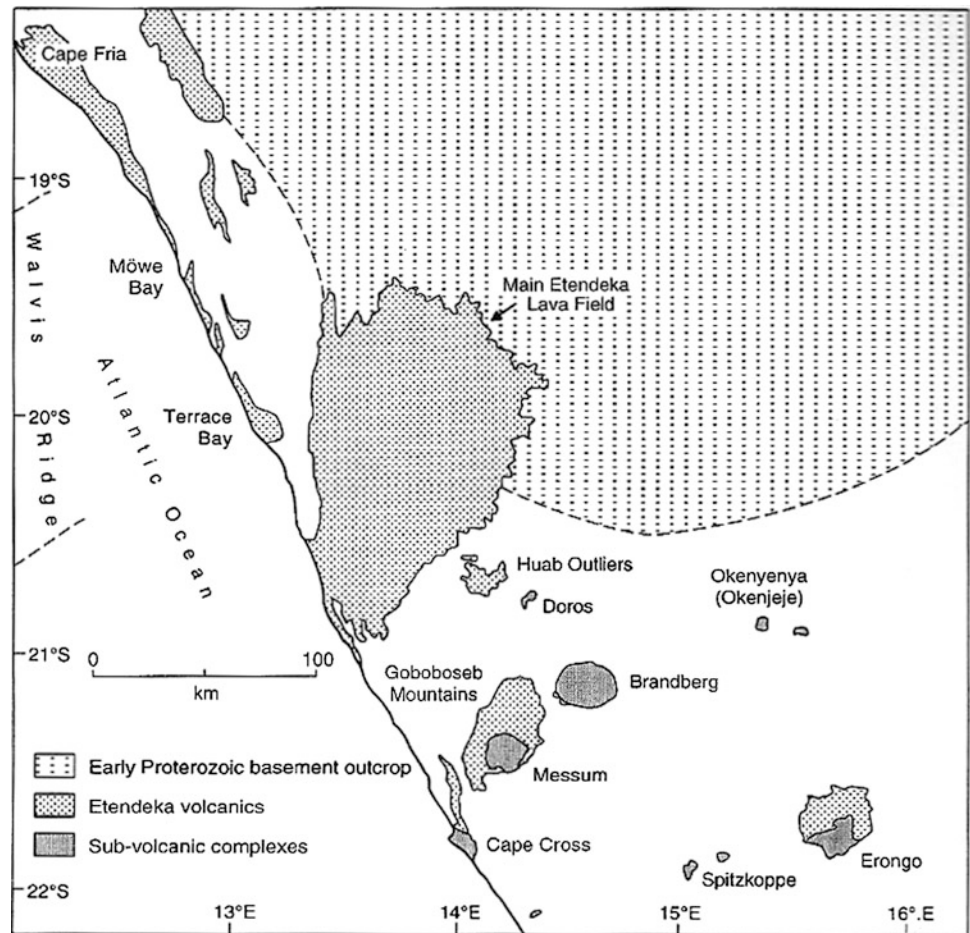 Cape Fria
19°S
Walvis Ridge
Möwe
Bay
Main Etendeka
Lava Field
Atlantic Ocean
20°S
Terrace
Bay
Huab Outliers
Doros
Okenyenya
(Okenjeje)
21°S
0
100
km
Goboboseb
Mountains
Brandberg
Messum
Early Proterozoic basement outcrop
Etendeka volcanics
Sub-volcanic complexes
Cape Cross
Erongo
Spitzkoppe
22°S
13°E
14°E
15°E
16°.E